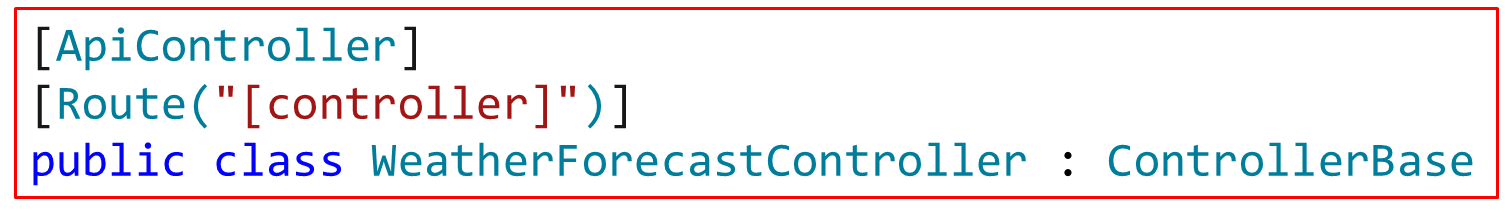 [ApiController]
[Route("[controller]")]
public class WeatherForecastController : ControllerBase